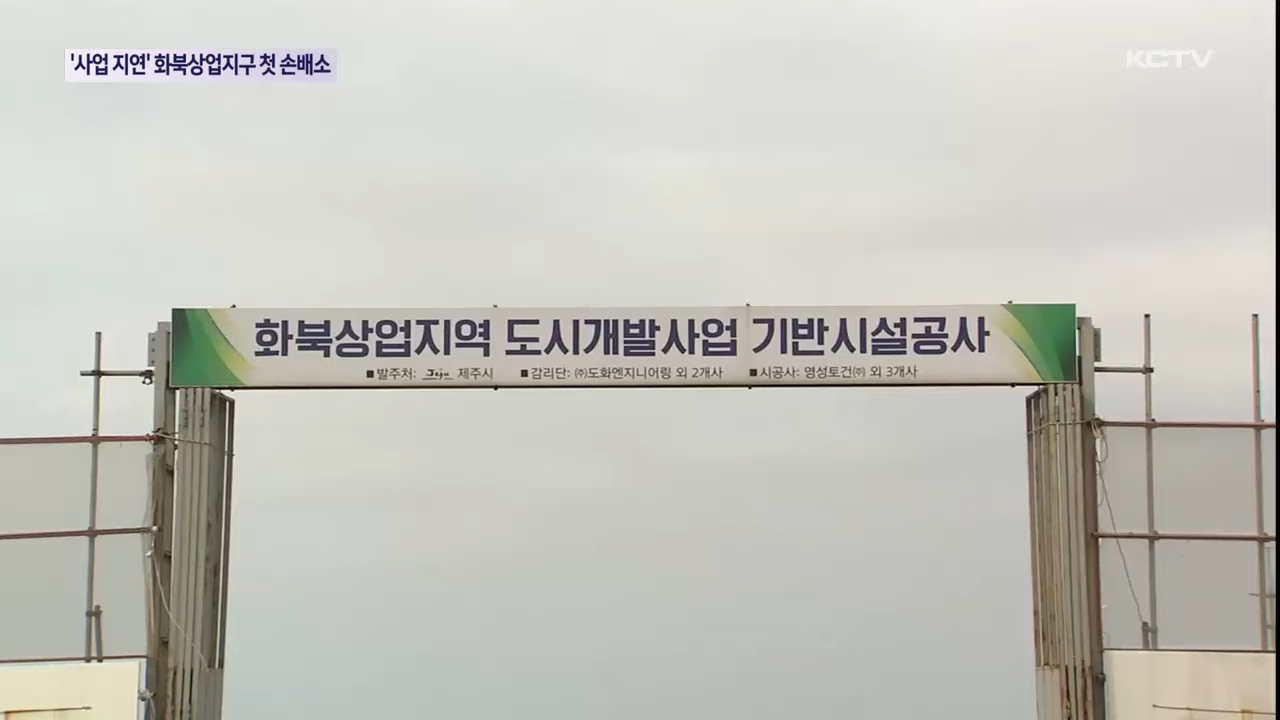 '사업 지연' 화북상업지구 첫 손배소
KCTV
화북상업지역 도시개발사업 기반시설공사
■발주처: Jeju 제주시 ■감리단: ㈜도화엔지니어링 외 2개사 ■시공사: 영성토건㈜ 외 3개사